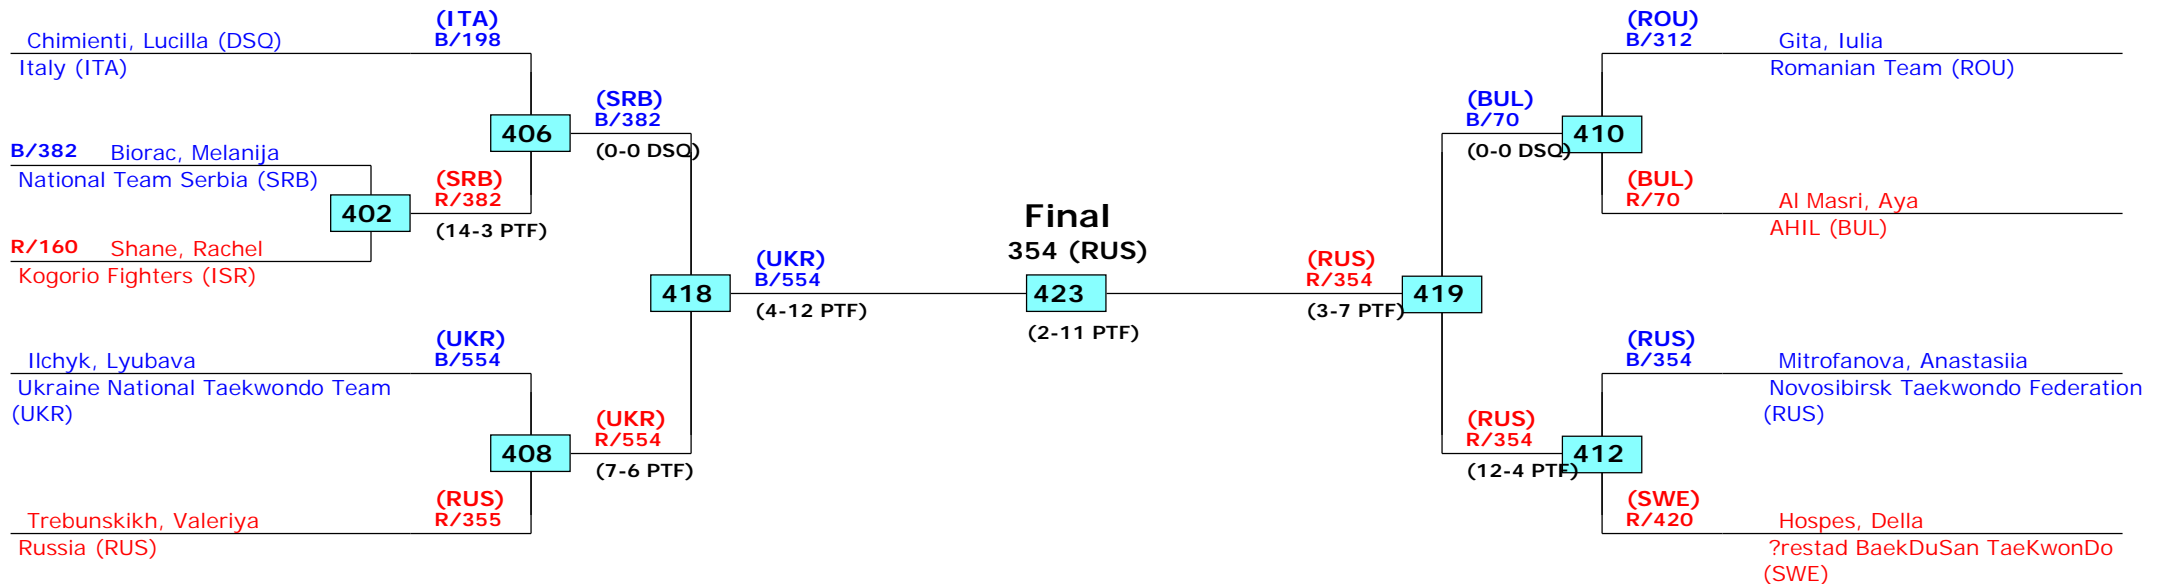 (ITA)
B/198
Chimienti, Lucilla (DSQ)
Italy (ITA)
406
(SRB)
B/382
(0-0 DSQ)
B/382 Biorac, Melanija
National Team Serbia (SRB)
402
(SRB)
R/382
(14-3 PTF)
R/160 Shane, Rachel
Kogorio Fighters (ISR)
418
(UKR)
B/554
(4-12 PTF)
(UKR)
B/554
Ilchyk, Lyubava
Ukraine National Taekwondo Team
(UKR)
408
(UKR)
R/554
(7-6 PTF)
(RUS)
R/355
Trebunskikh, Valeriya
Russia (RUS)
Final
354 (RUS)
423
(2-11 PTF)
(RUS)
R/354
(3-7 PTF)
419
(BUL)
B/70
(0-0 DSQ)
410
(ROU)
B/312
Gita, Iulia
Romanian Team (ROU)
(BUL)
R/70
Al Masri, Aya
AHIL (BUL)
(RUS)
R/354
(12-4 PTF)
412
(RUS)
B/354
Mitrofanova, Anastasiia
Novosibirsk Taekwondo Federation
(RUS)
(SWE)
R/420
Hospes, Della
?restad BaekDuSan TaeKwonDo
(SWE)